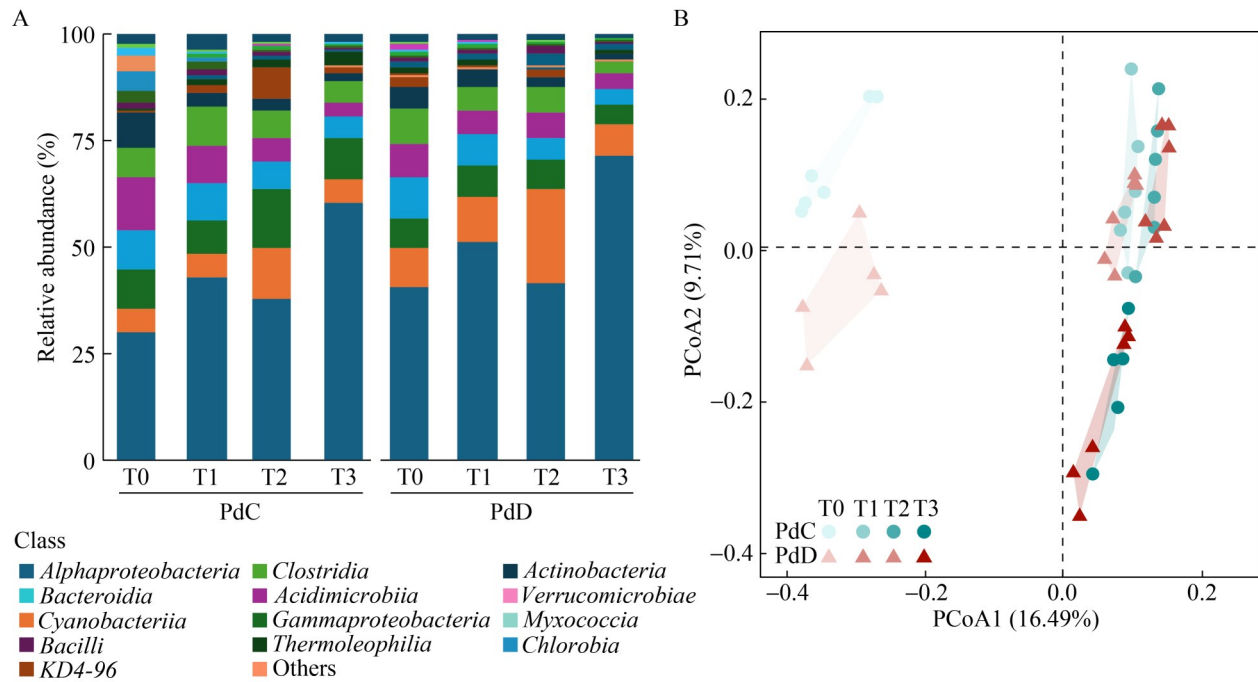 A
100
75
50
25
0
Relative abundance (%)
T0 T1 T2 T3 T0 T1 T2 T3
PdC PdD
Class
Alphaproteobacteria Clostridia Actinobacteria
Bacteroidia Acidimicrobiia Verrucomicrobiae
Cyanobacteriia Gammaproteobacteria Myxococcia
Bacilli Thermoleophilia Chlorobia
KD4-96 Others
B
0.2
0.0
−0.2
−0.4
PCoA2 (9.71%)
T0 T1 T2 T3
PdC
PdD
−0.4 −0.2 0.0 0.2
PCoA1 (16.49%)